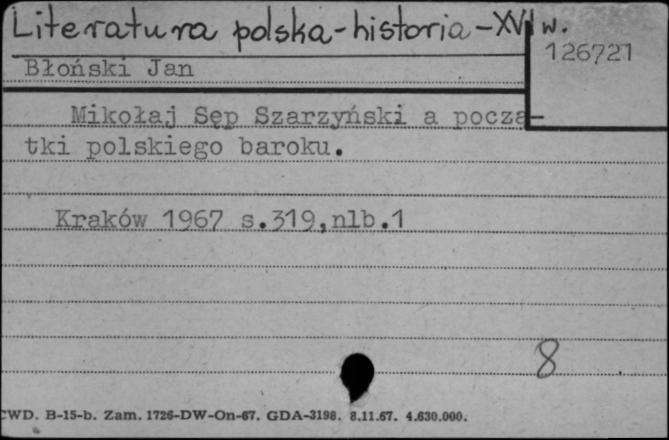 Literatura polska-historia-XVI w.
126721
Błoński Jan
Mikołaj Sęp Szarzyński a począ-
tki polskiego baroku.
Kraków 1967 s.319,nlb.1
8
CWD. B-15-b. Zam. 1726-DW-On-67. GDA-3198. 8.11.67. 4.630.000.